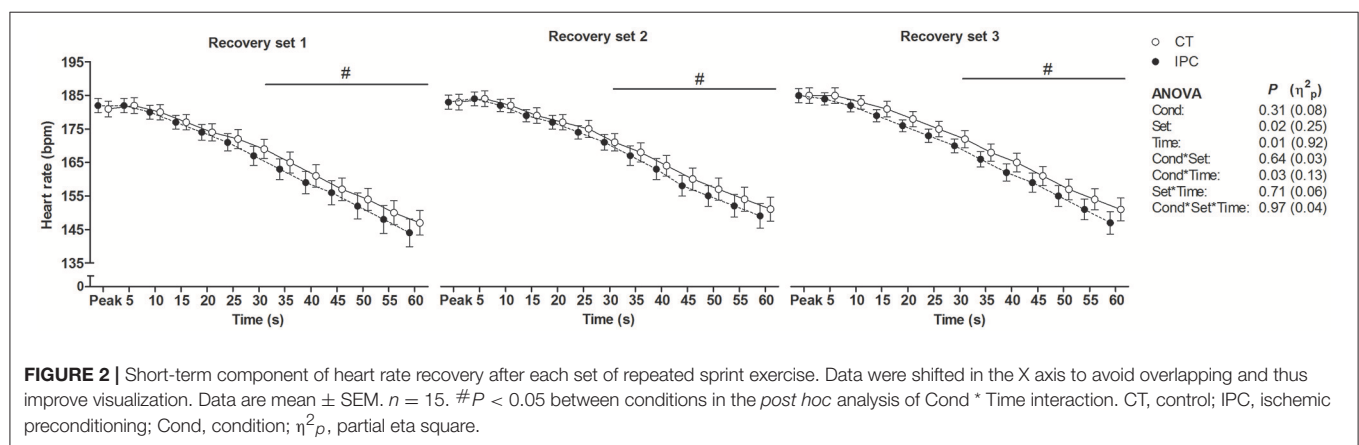 Recovery set 1
Recovery set 2
Recovery set 3
○ CT
● IPC
# # #
Heart rate (bpm)
195
185
175
165
155
145
135
0
Peak 5 10 15 20 25 30 35 40 45 50 55 60
Time (s)
Peak 5 10 15 20 25 30 35 40 45 50 55 60
Time (s)
Peak 5 10 15 20 25 30 35 40 45 50 55 60
Time (s)
ANOVA P (η²p)
Cond: 0.31 (0.08)
Set: 0.02 (0.25)
Time: 0.01 (0.92)
Cond*Set: 0.64 (0.03)
Cond*Time: 0.03 (0.13)
Set*Time: 0.71 (0.06)
Cond*Set*Time: 0.97 (0.04)
FIGURE 2 | Short-term component of heart rate recovery after each set of repeated sprint exercise. Data were shifted in the X axis to avoid overlapping and thus
improve visualization. Data are mean ± SEM. n = 15. #P < 0.05 between conditions in the post hoc analysis of Cond * Time interaction. CT, control; IPC, ischemic
preconditioning; Cond, condition; η²p, partial eta square.